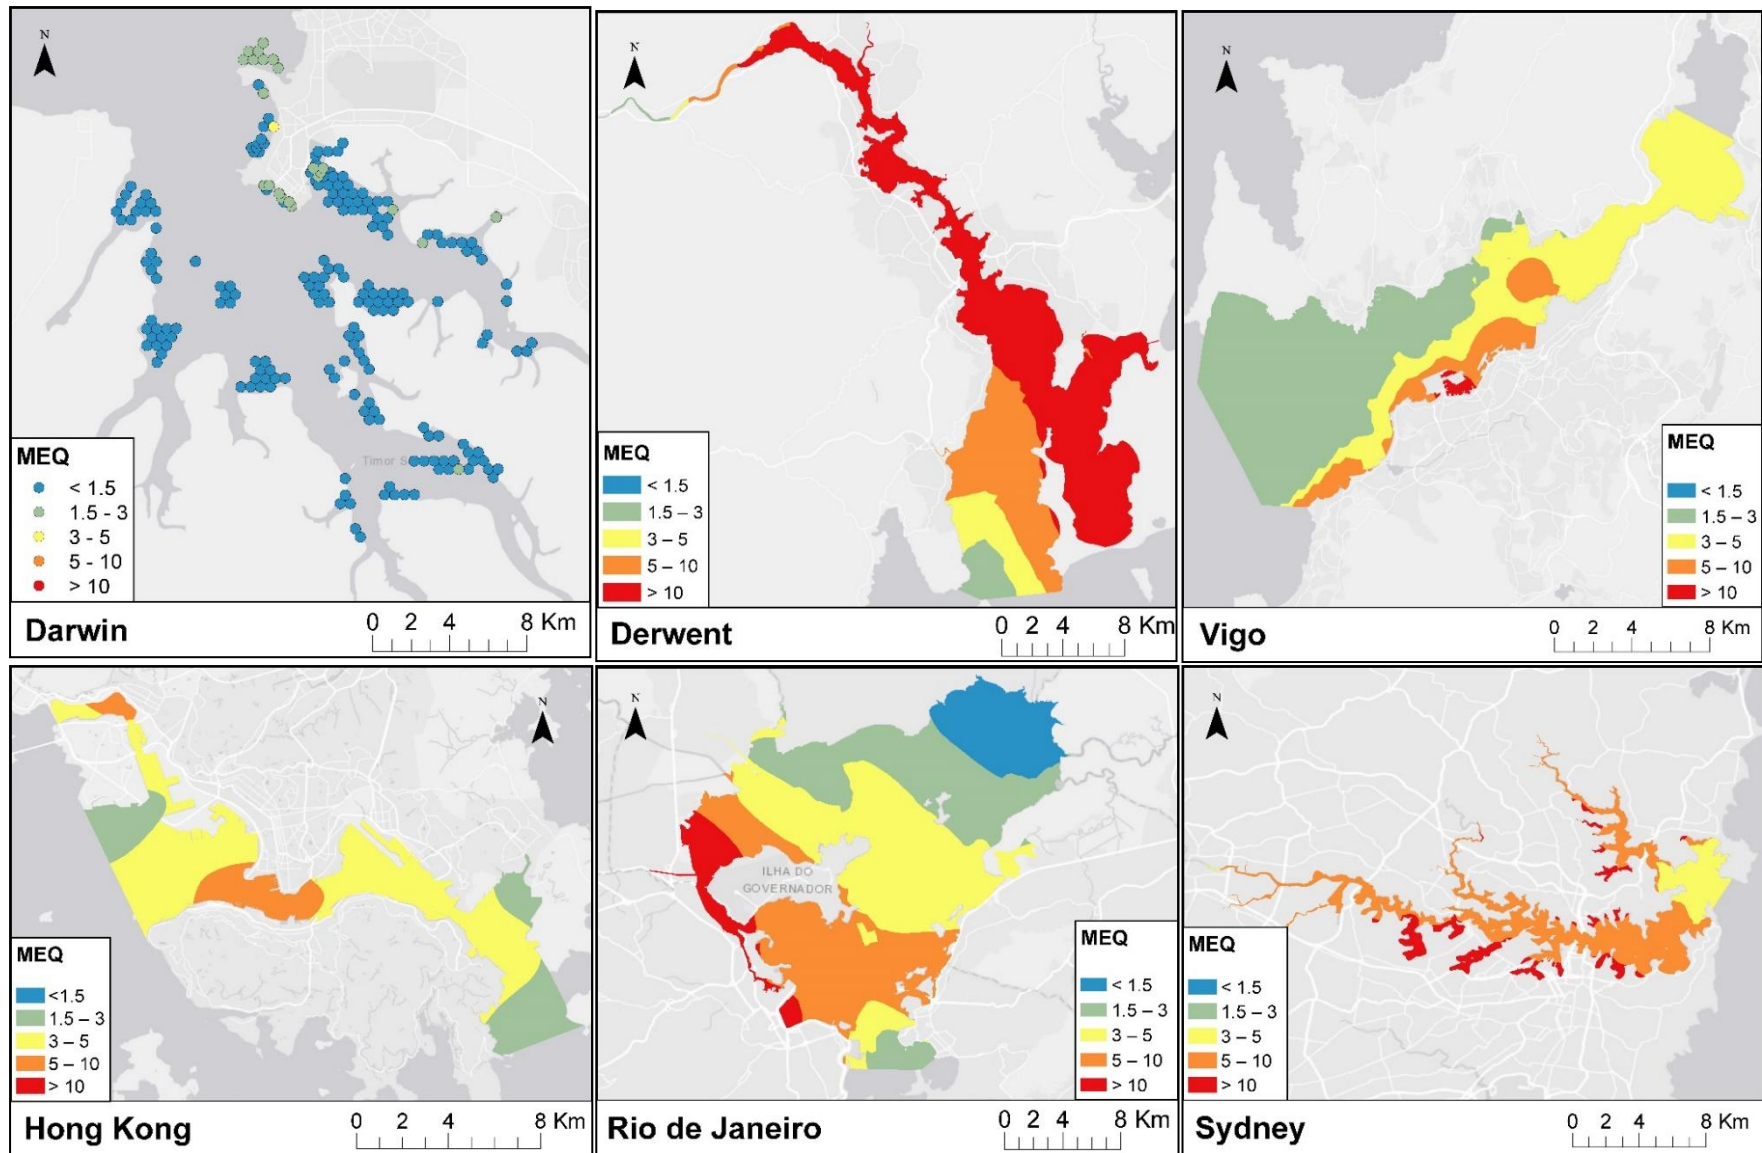 N
MEQ
< 1.5
1.5 - 3
3 - 5
5 - 10
> 10
Timor S
Darwin
0 2 4 8 Km
N
MEQ
< 1.5
1.5 – 3
3 – 5
5 – 10
> 10
Derwent
0 2 4 8 Km
N
MEQ
< 1.5
1.5 – 3
3 – 5
5 – 10
> 10
Vigo
0 2 4 8 Km
N
MEQ
<1.5
1.5 – 3
3 – 5
5 – 10
> 10
Hong Kong
0 2 4 8 Km
N
ILHA DO
GOVERNADOR
MEQ
< 1.5
1.5 – 3
3 – 5
5 – 10
> 10
Rio de Janeiro
0 2 4 8 Km
N
MEQ
< 1.5
1.5 – 3
3 – 5
5 – 10
> 10
Sydney
0 2 4 8 Km